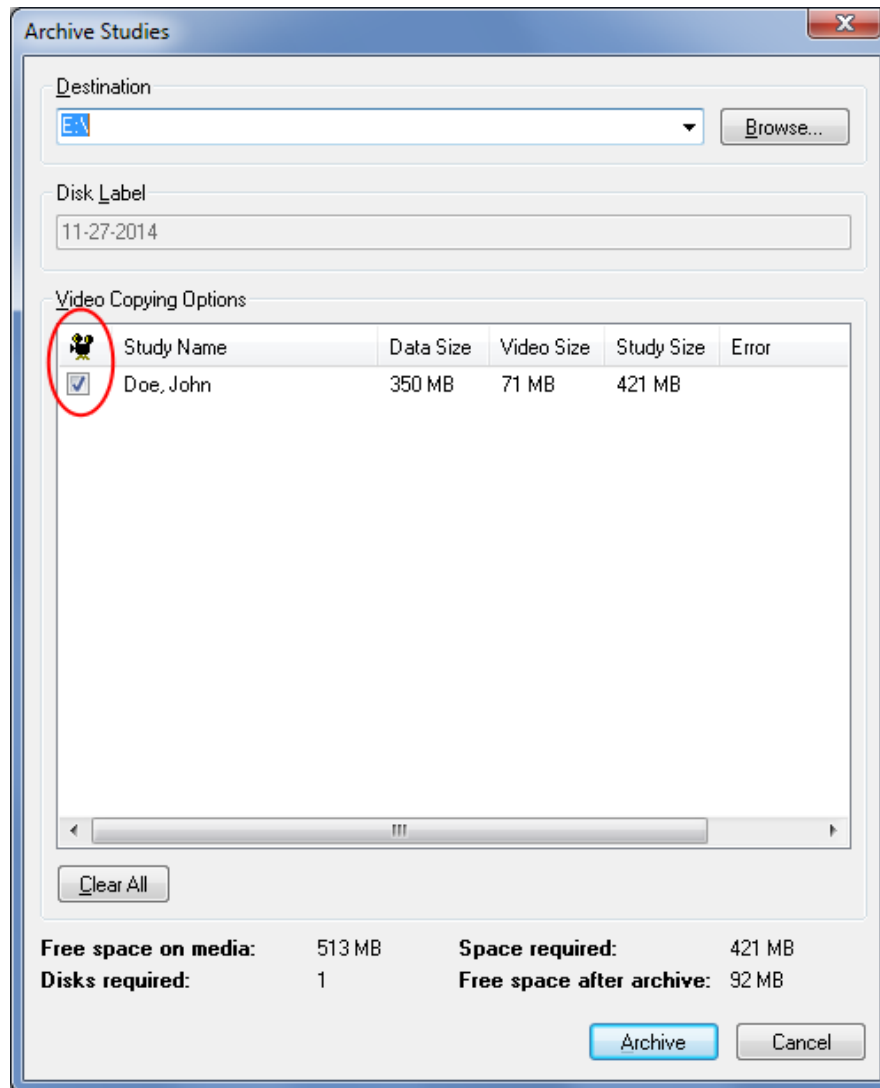 Archive Studies
Destination
E:\
Browse...
Disk Label
11-27-2014
Video Copying Options
Study Name Data Size Video Size Study Size Error
Doe, John 350 MB 71 MB 421 MB
Clear All
Free space on media: 513 MB Space required: 421 MB
Disks required: 1 Free space after archive: 92 MB
Archive Cancel